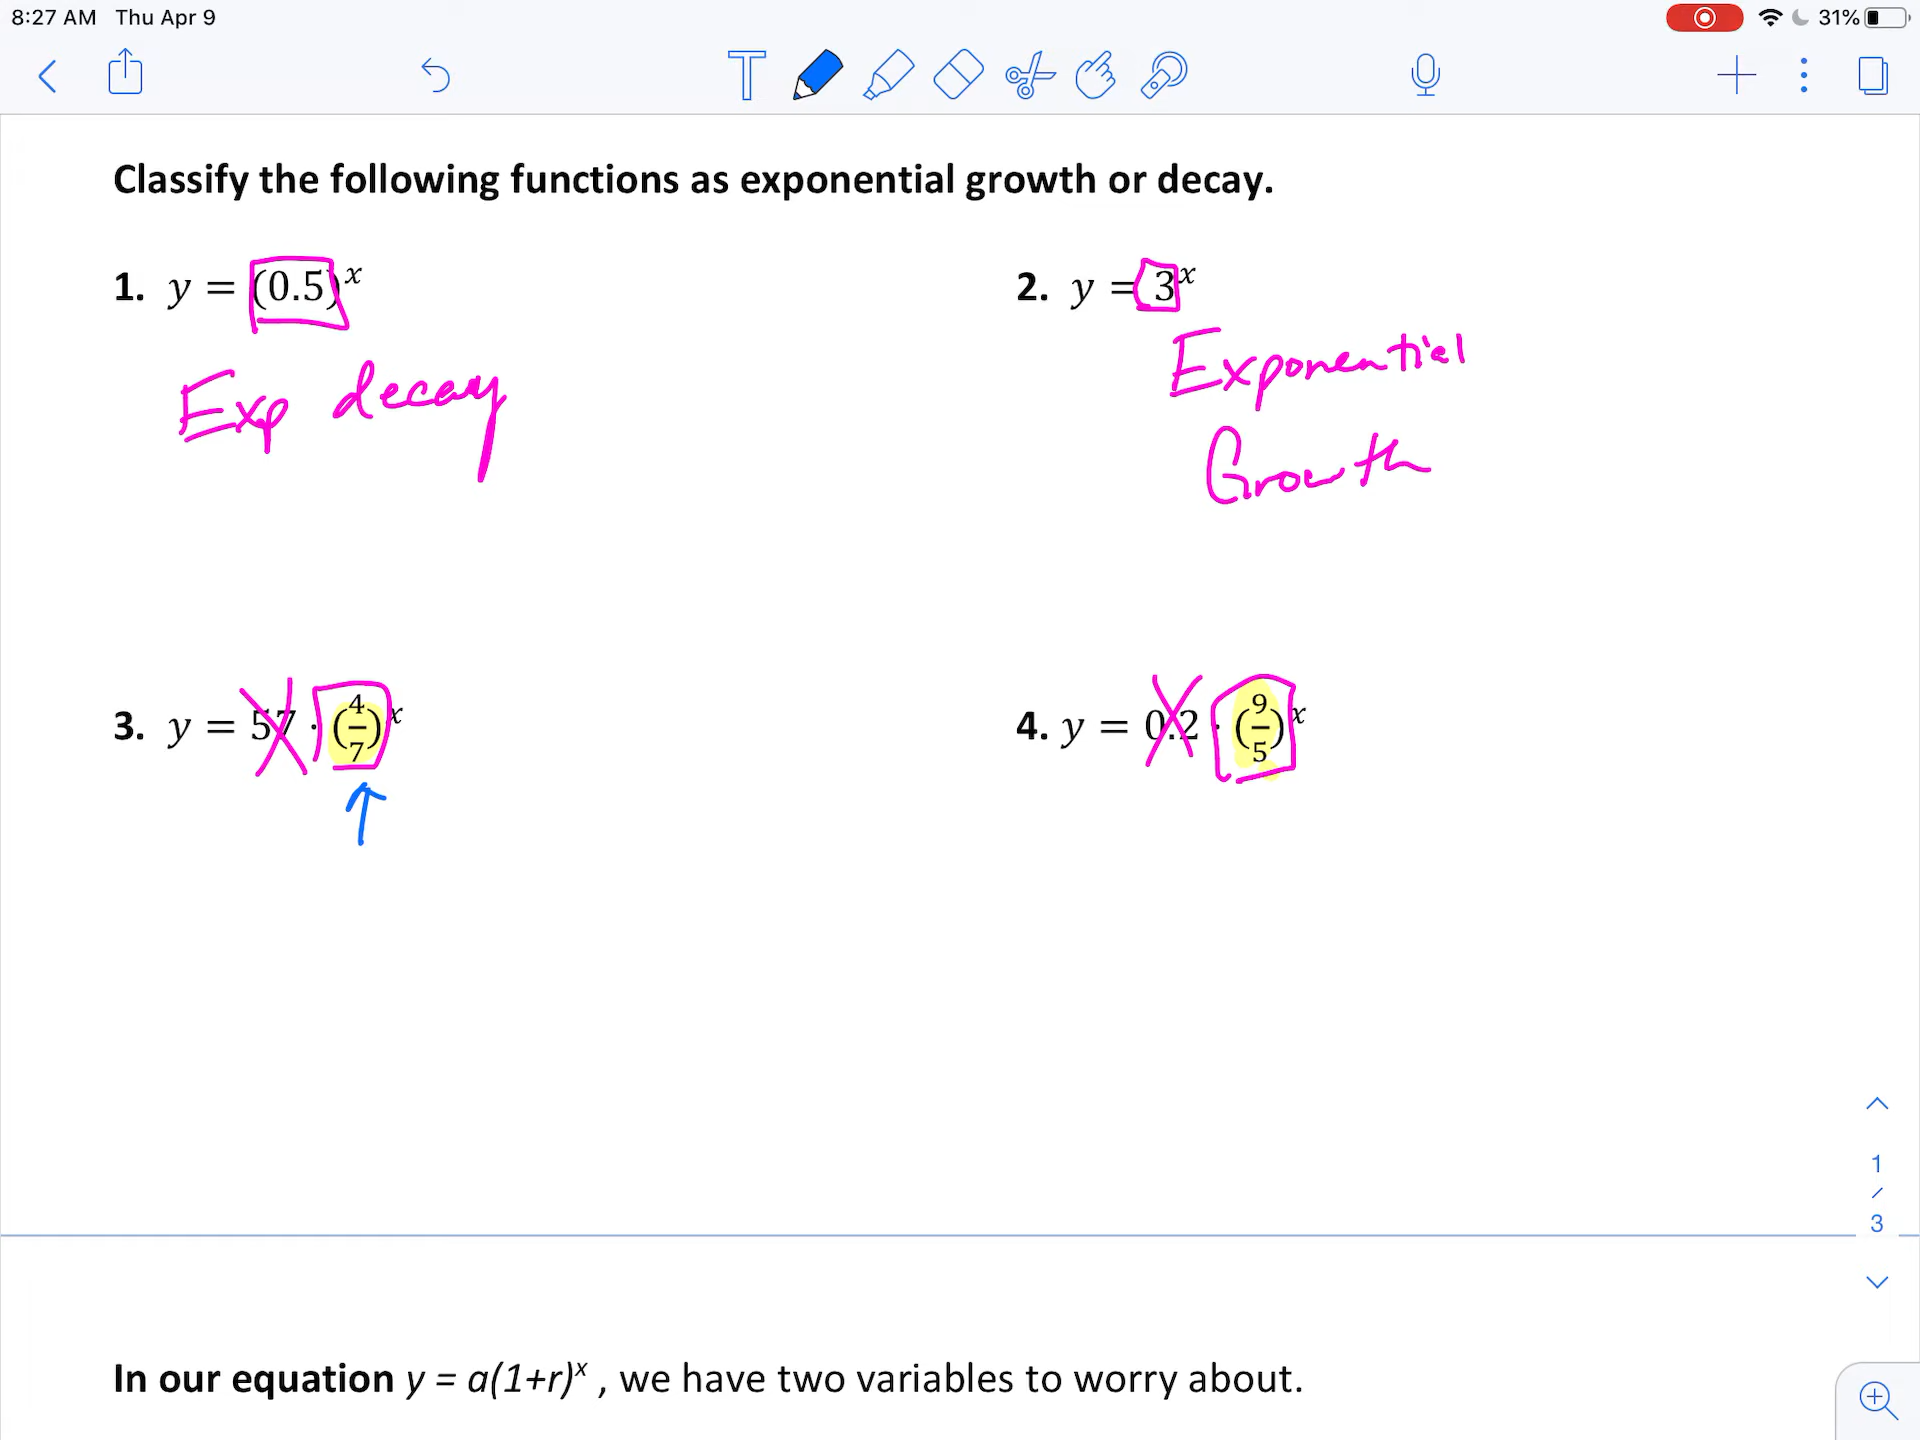 8:27 AM Thu Apr 9 31%
T
Classify the following functions as exponential growth or decay.
1. y = (0.5)^x
2. y = 3^x
Exp decay
Exponential
Growth
3. y = 57 · (4/7)^x
4. y = 0.2 · (9/5)^x
1
/
3
In our equation y = a(1+r)^x , we have two variables to worry about.